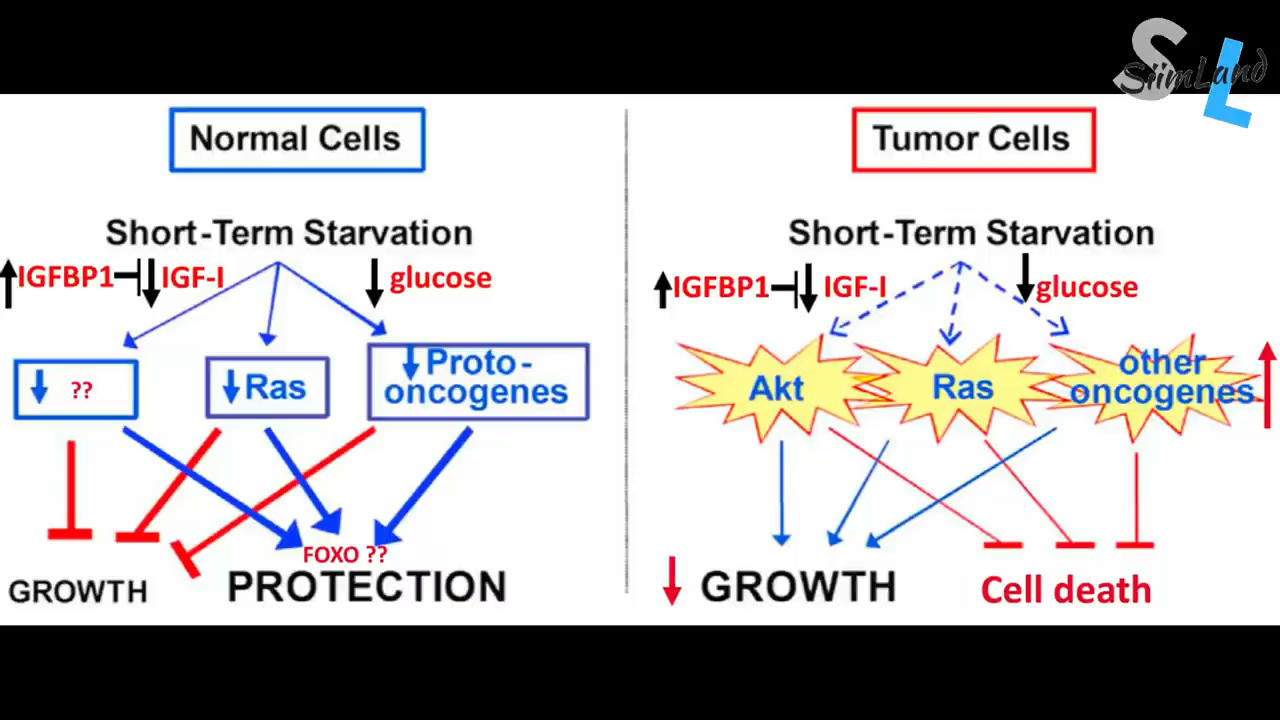 SL
SiimLand
Normal Cells
Short-Term Starvation
IGFBP1
IGF-I
glucose
??
Ras
Proto-
oncogenes
FOXO ??
GROWTH
PROTECTION
Tumor Cells
Short-Term Starvation
IGFBP1
IGF-I
glucose
Akt
Ras
other
oncogenes
GROWTH
Cell death